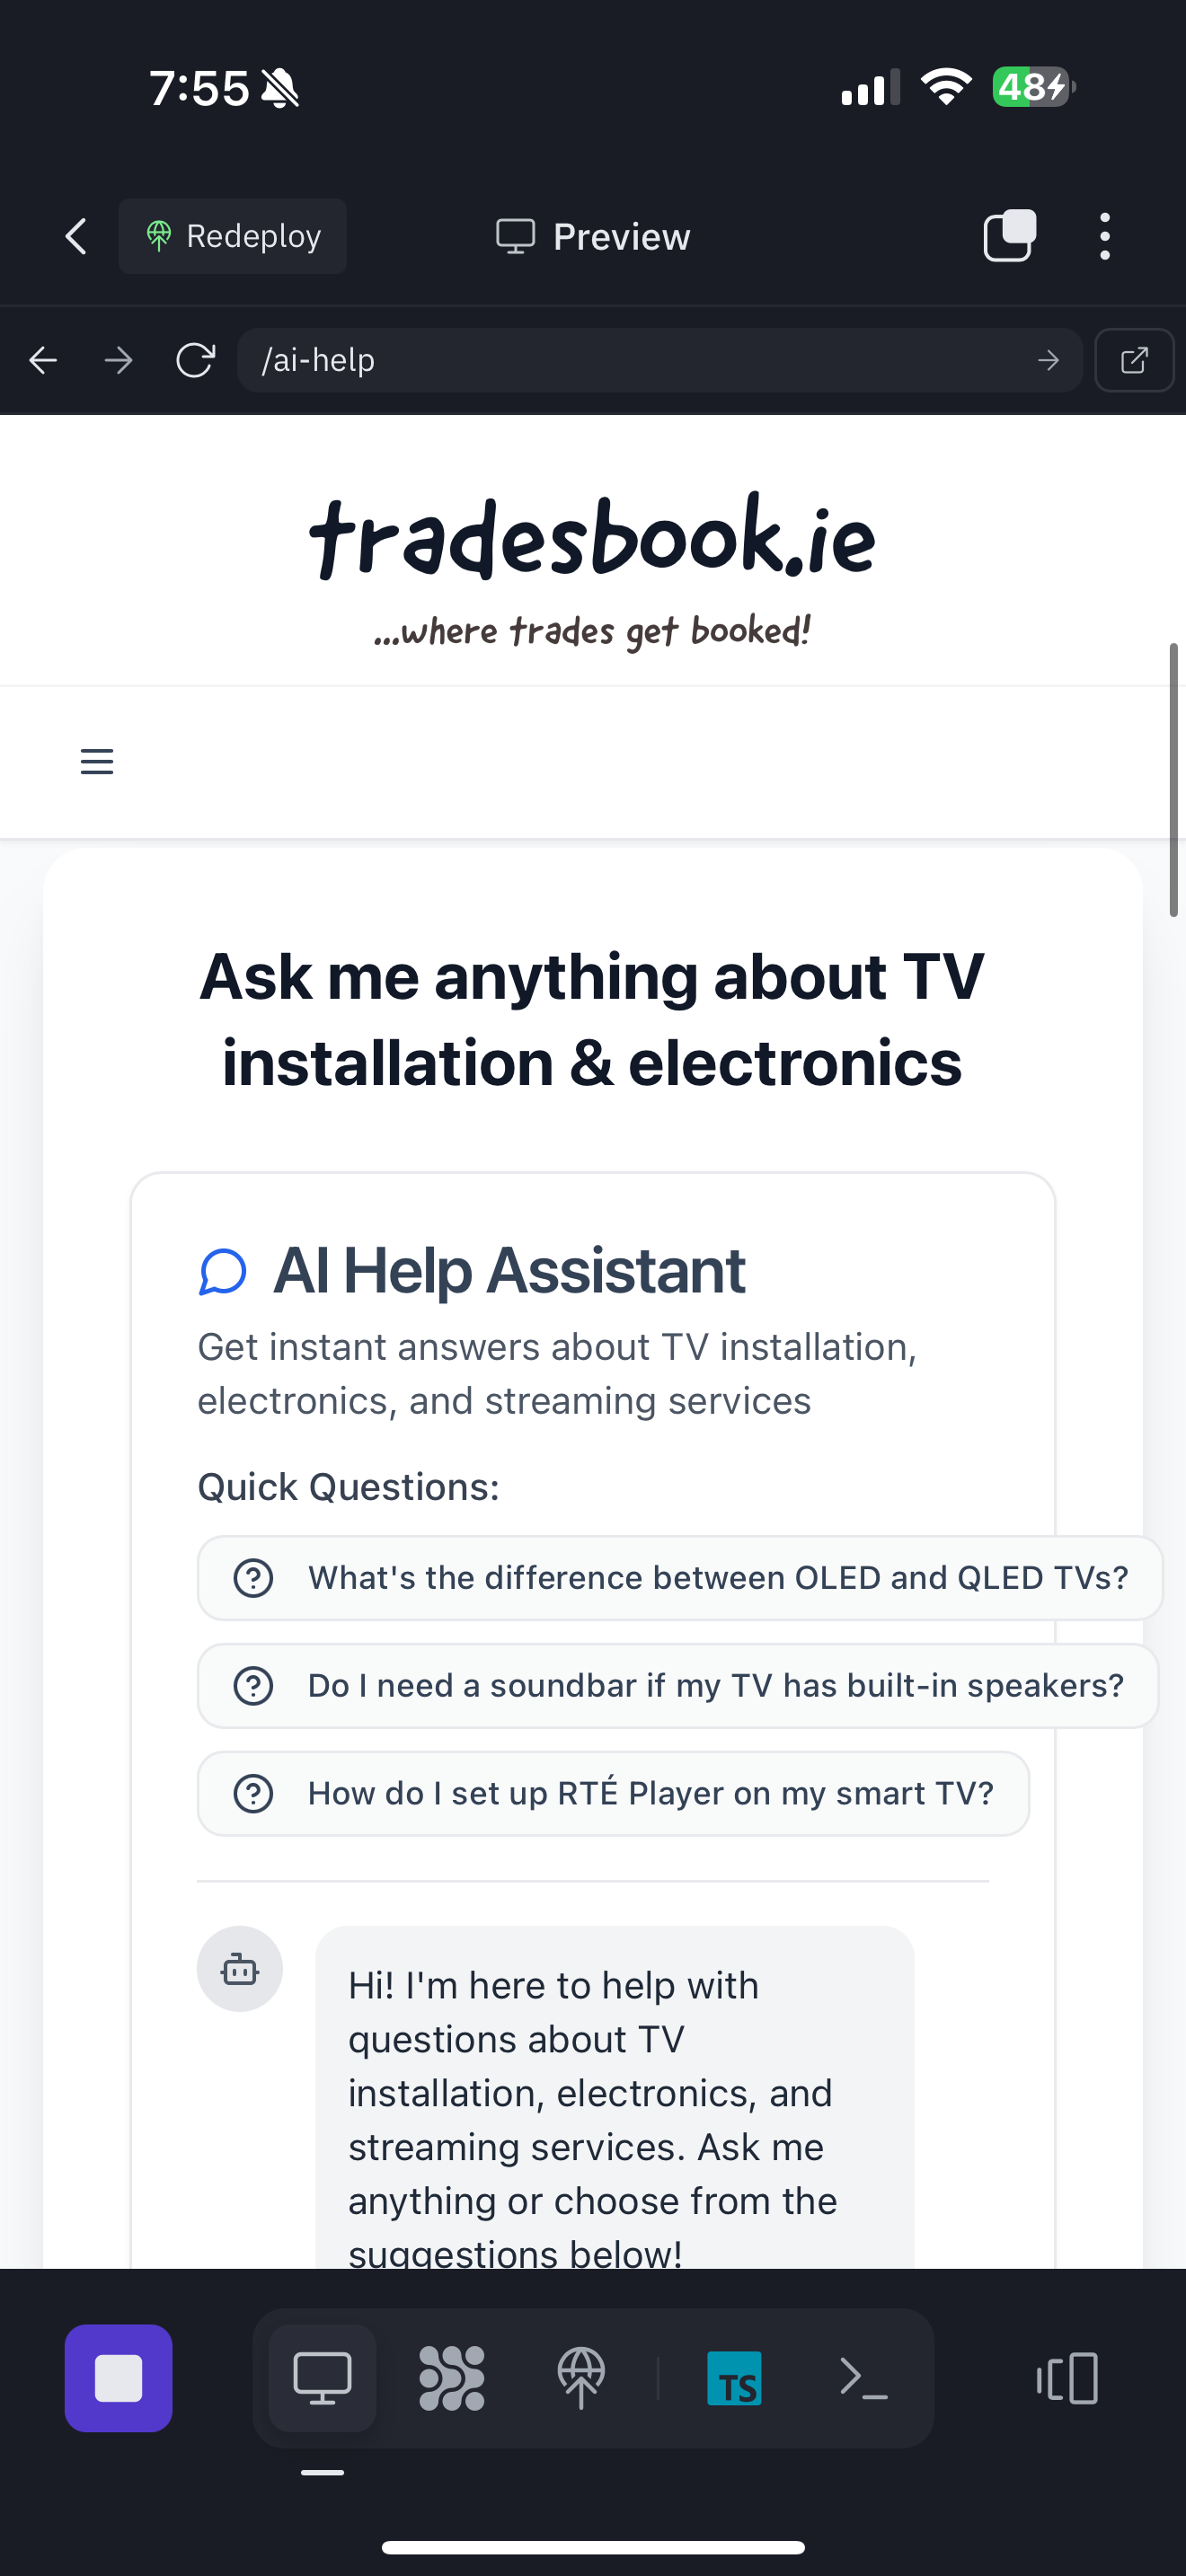 7:55
48
Redeploy
Preview
/ai-help
tradesbook.ie
...where trades get booked!
Ask me anything about TV
installation & electronics
AI Help Assistant
Get instant answers about TV installation,
electronics, and streaming services
Quick Questions:
What's the difference between OLED and QLED TVs?
Do I need a soundbar if my TV has built-in speakers?
How do I set up RTÉ Player on my smart TV?
Hi! I'm here to help with
questions about TV
installation, electronics, and
streaming services. Ask me
anything or choose from the
suggestions below!
TS